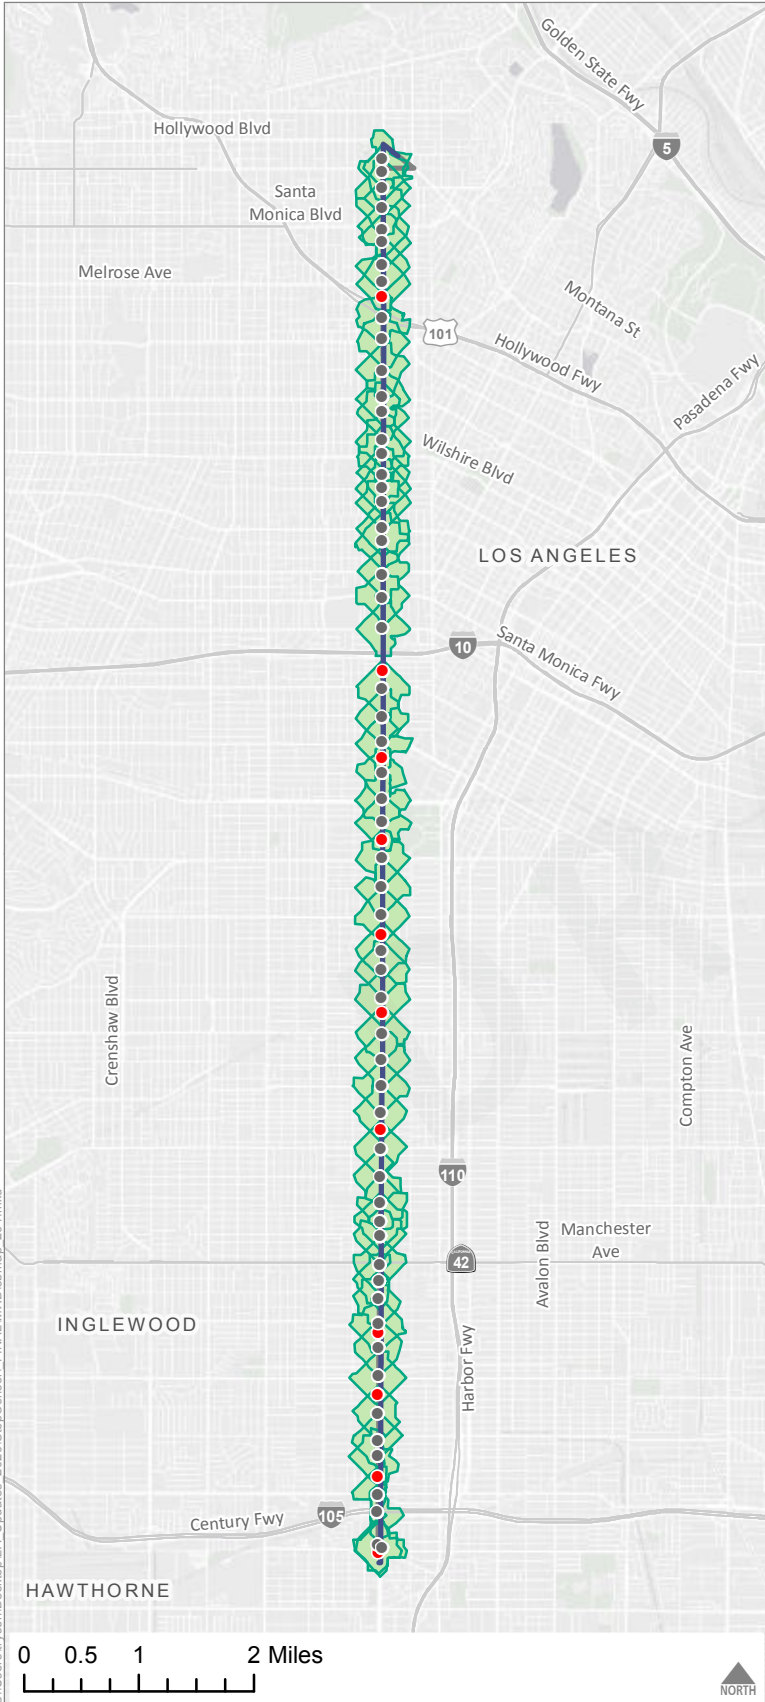 Golden State Fwy
Hollywood Blvd
5
Santa
Monica Blvd
Melrose Ave
Montana St
101
Hollywood Fwy
Pasadena Fwy
Wilshire Blvd
LOS ANGELES
10
Santa Monica Fwy
Crenshaw Blvd
Compton Ave
110
Manchester
Ave
Avalon Blvd
42
INGLEWOOD
Harbor Fwy
Century Fwy
105
HAWTHORNE
0 0.5 1 2 Miles
NORTH